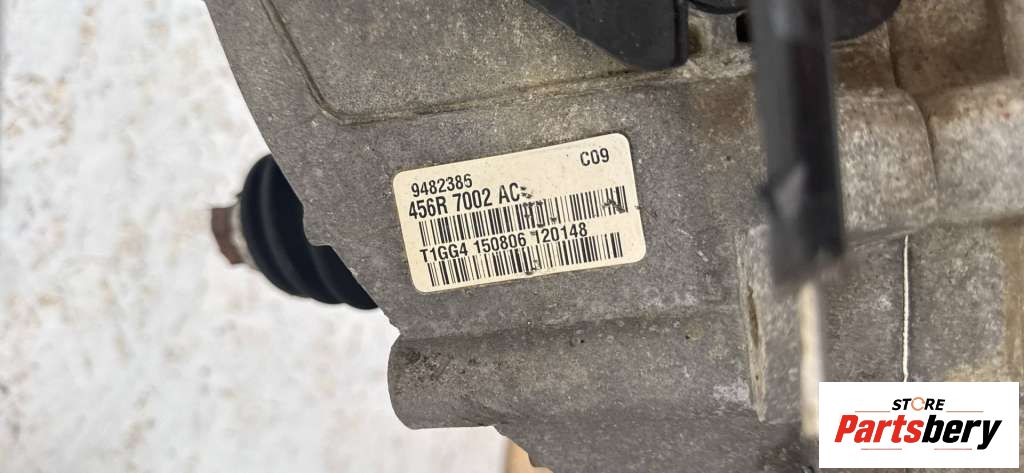 9482385 C09
456R 7002 AC
T1GG4 150806 120148
STORE
Partsbery